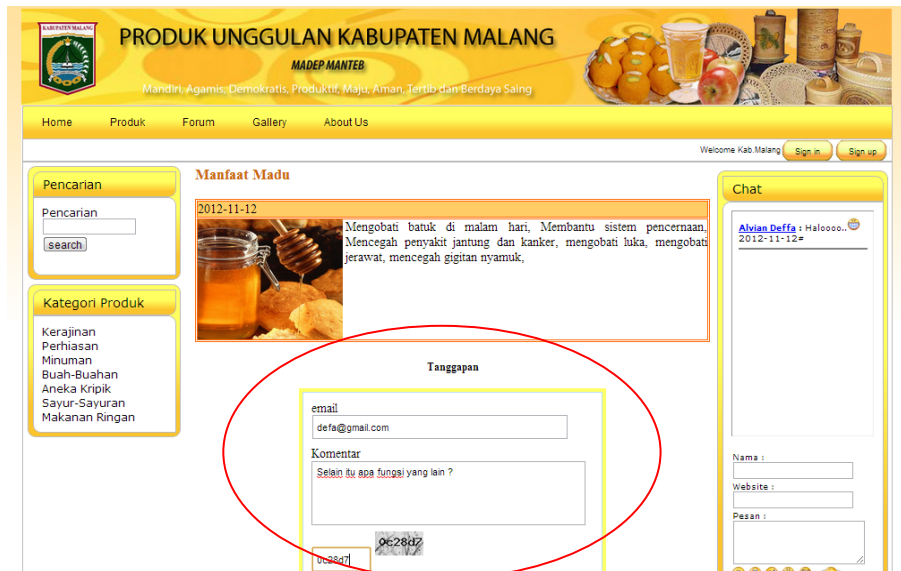 KABUPATEN MALANG
PRODUK UNGGULAN KABUPATEN MALANG
MADEP MANTEB
Mandiri, Agamis, Demokratis, Produktif, Maju, Aman, Tertib dan Berdaya Saing
Home Produk Forum Gallery About Us
Welcome Kab.Malang Sign in Sign up
Pencarian
Pencarian
search
Kategori Produk
Kerajinan
Perhiasan
Minuman
Buah-Buahan
Aneka Kripik
Sayur-Sayuran
Makanan Ringan
Manfaat Madu
2012-11-12
Mengobati batuk di malam hari, Membantu sistem pencernaan,
Mencegah penyakit jantung dan kanker, mengobati luka, mengobati
jerawat, mencegah gigitan nyamuk,
Tanggapan
email
defa@gmail.com
Komentar
Selain itu apa fungsi yang lain ?
0c28d7
0c28d7
Chat
Alvian Deffa : Haloooo..
2012-11-12#
Nama :
Website :
Pesan :